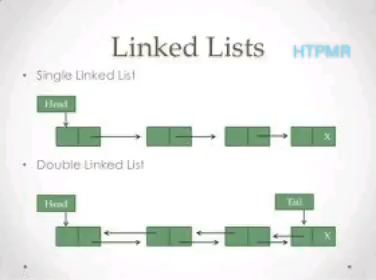 Linked Lists HTPMR
• Single Linked List
Head
X
• Double Linked List
Head Tail
X